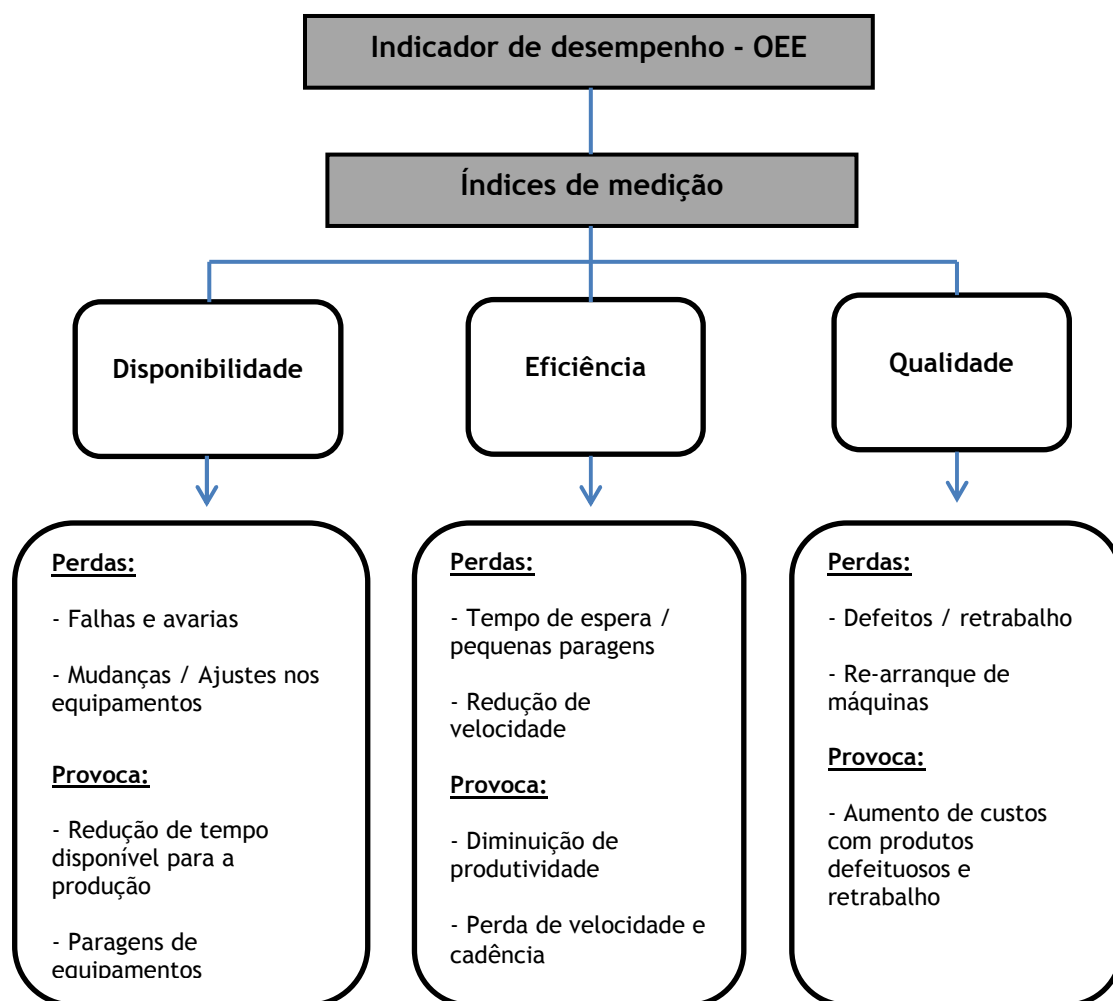 Indicador de desempenho - OEE
Índices de medição
Disponibilidade
Eficiência
Qualidade
Perdas:
- Falhas e avarias
- Mudanças / Ajustes nos
equipamentos
Provoca:
- Redução de tempo
disponível para a
produção
- Paragens de
equipamentos
Perdas:
- Tempo de espera /
pequenas paragens
- Redução de
velocidade
Provoca:
- Diminuição de
produtividade
- Perda de velocidade e
cadência
Perdas:
- Defeitos / retrabalho
- Re-arranque de
máquinas
Provoca:
- Aumento de custos
com produtos
defeituosos e
retrabalho